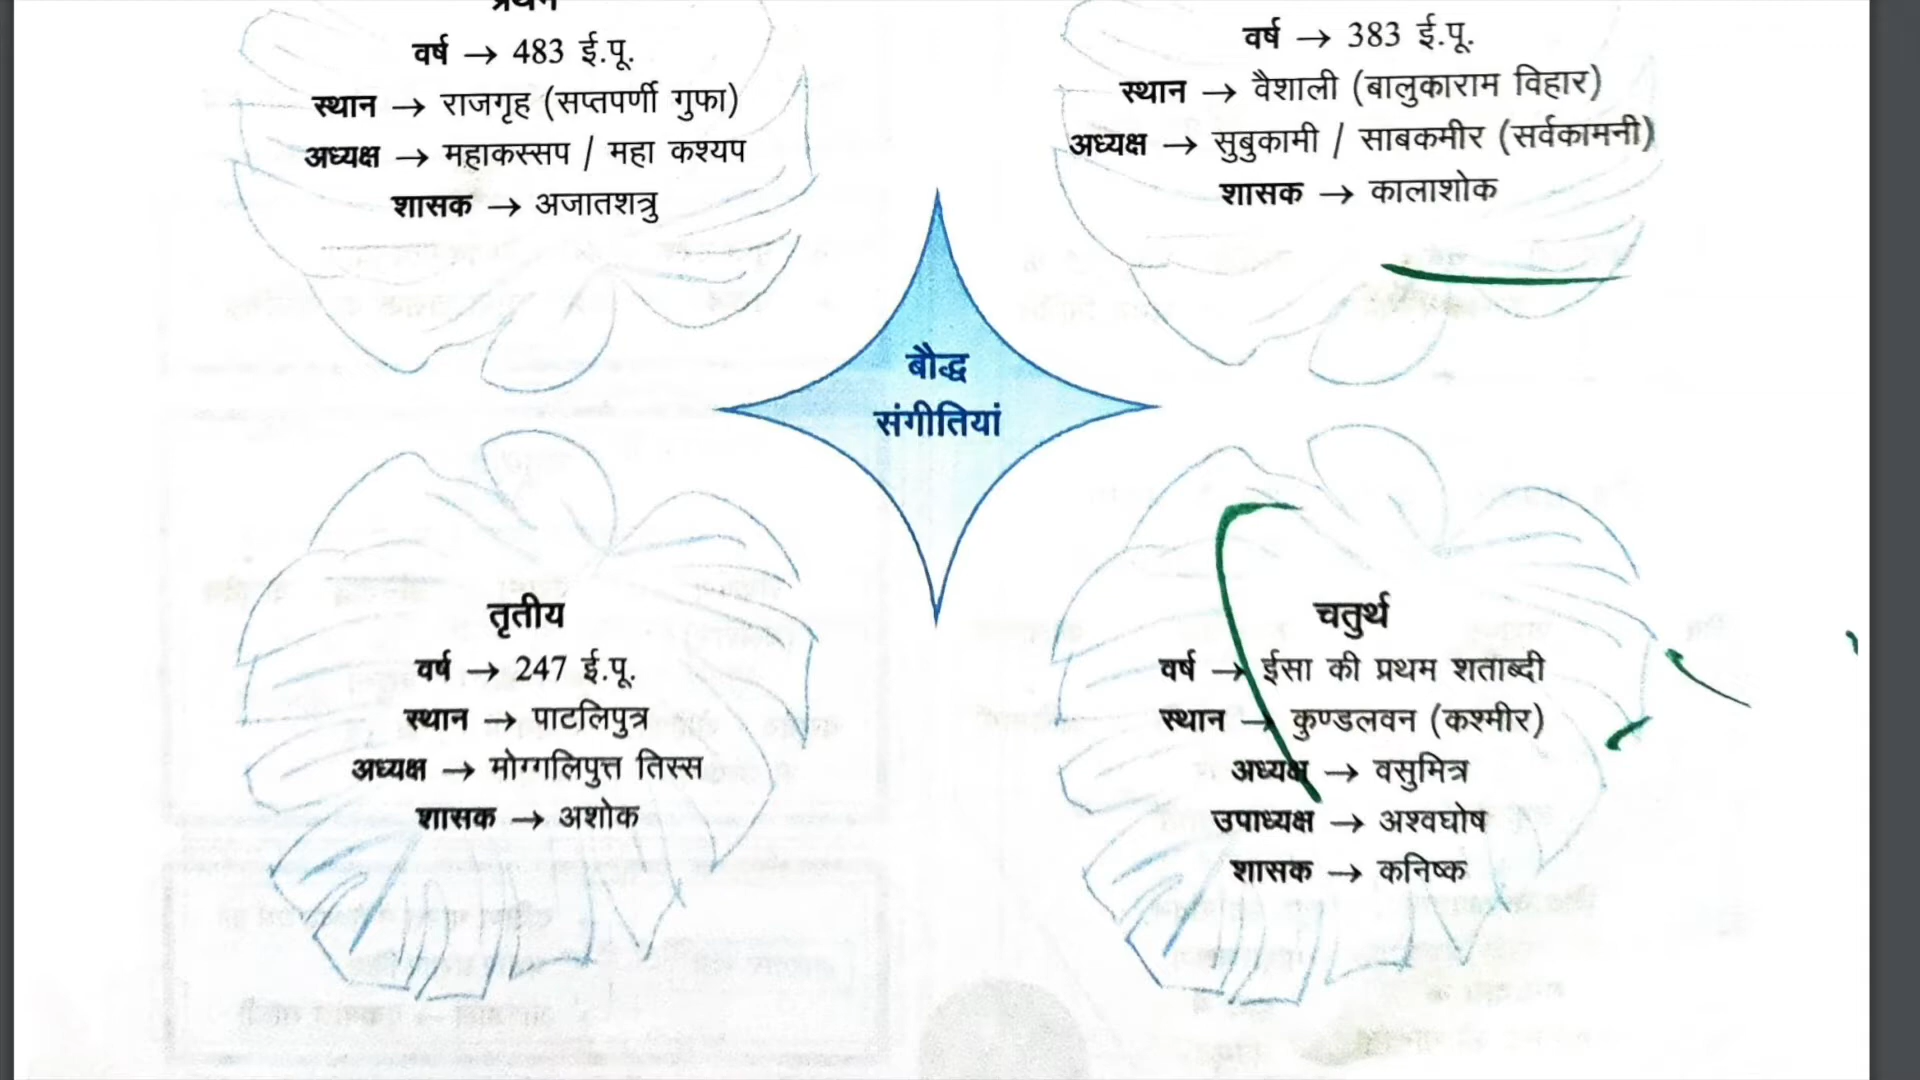 प्रथम
वर्ष → 483 ई.पू.
स्थान → राजगृह (सप्तपर्णी गुफा)
अध्यक्ष → महाकस्सप / महा कश्यप
शासक → अजातशत्रु
वर्ष → 383 ई.पू.
स्थान → वैशाली (बालुकाराम विहार)
अध्यक्ष → सुबुकामी / साबकमीर (सर्वकामनी)
शासक → कालाशोक
बौद्ध
संगीतियां
तृतीय
वर्ष → 247 ई.पू.
स्थान → पाटलिपुत्र
अध्यक्ष → मोग्गलिपुत्त तिस्स
शासक → अशोक
चतुर्थ
वर्ष → ईसा की प्रथम शताब्दी
स्थान → कुण्डलवन (कश्मीर)
अध्यक्ष → वसुमित्र
उपाध्यक्ष → अश्वघोष
शासक → कनिष्क